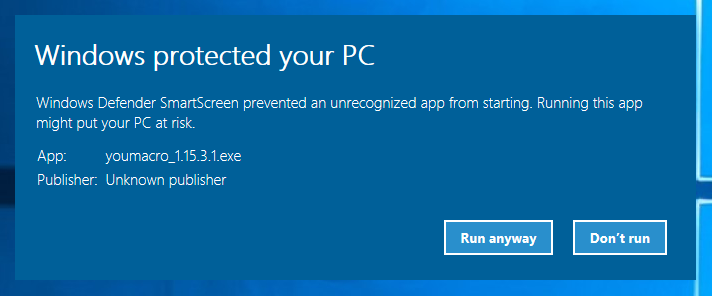 Windows protected your PC
Windows Defender SmartScreen prevented an unrecognized app from starting. Running this app
might put your PC at risk.
App: youmacro_1.15.3.1.exe
Publisher: Unknown publisher
Run anyway Don’t run